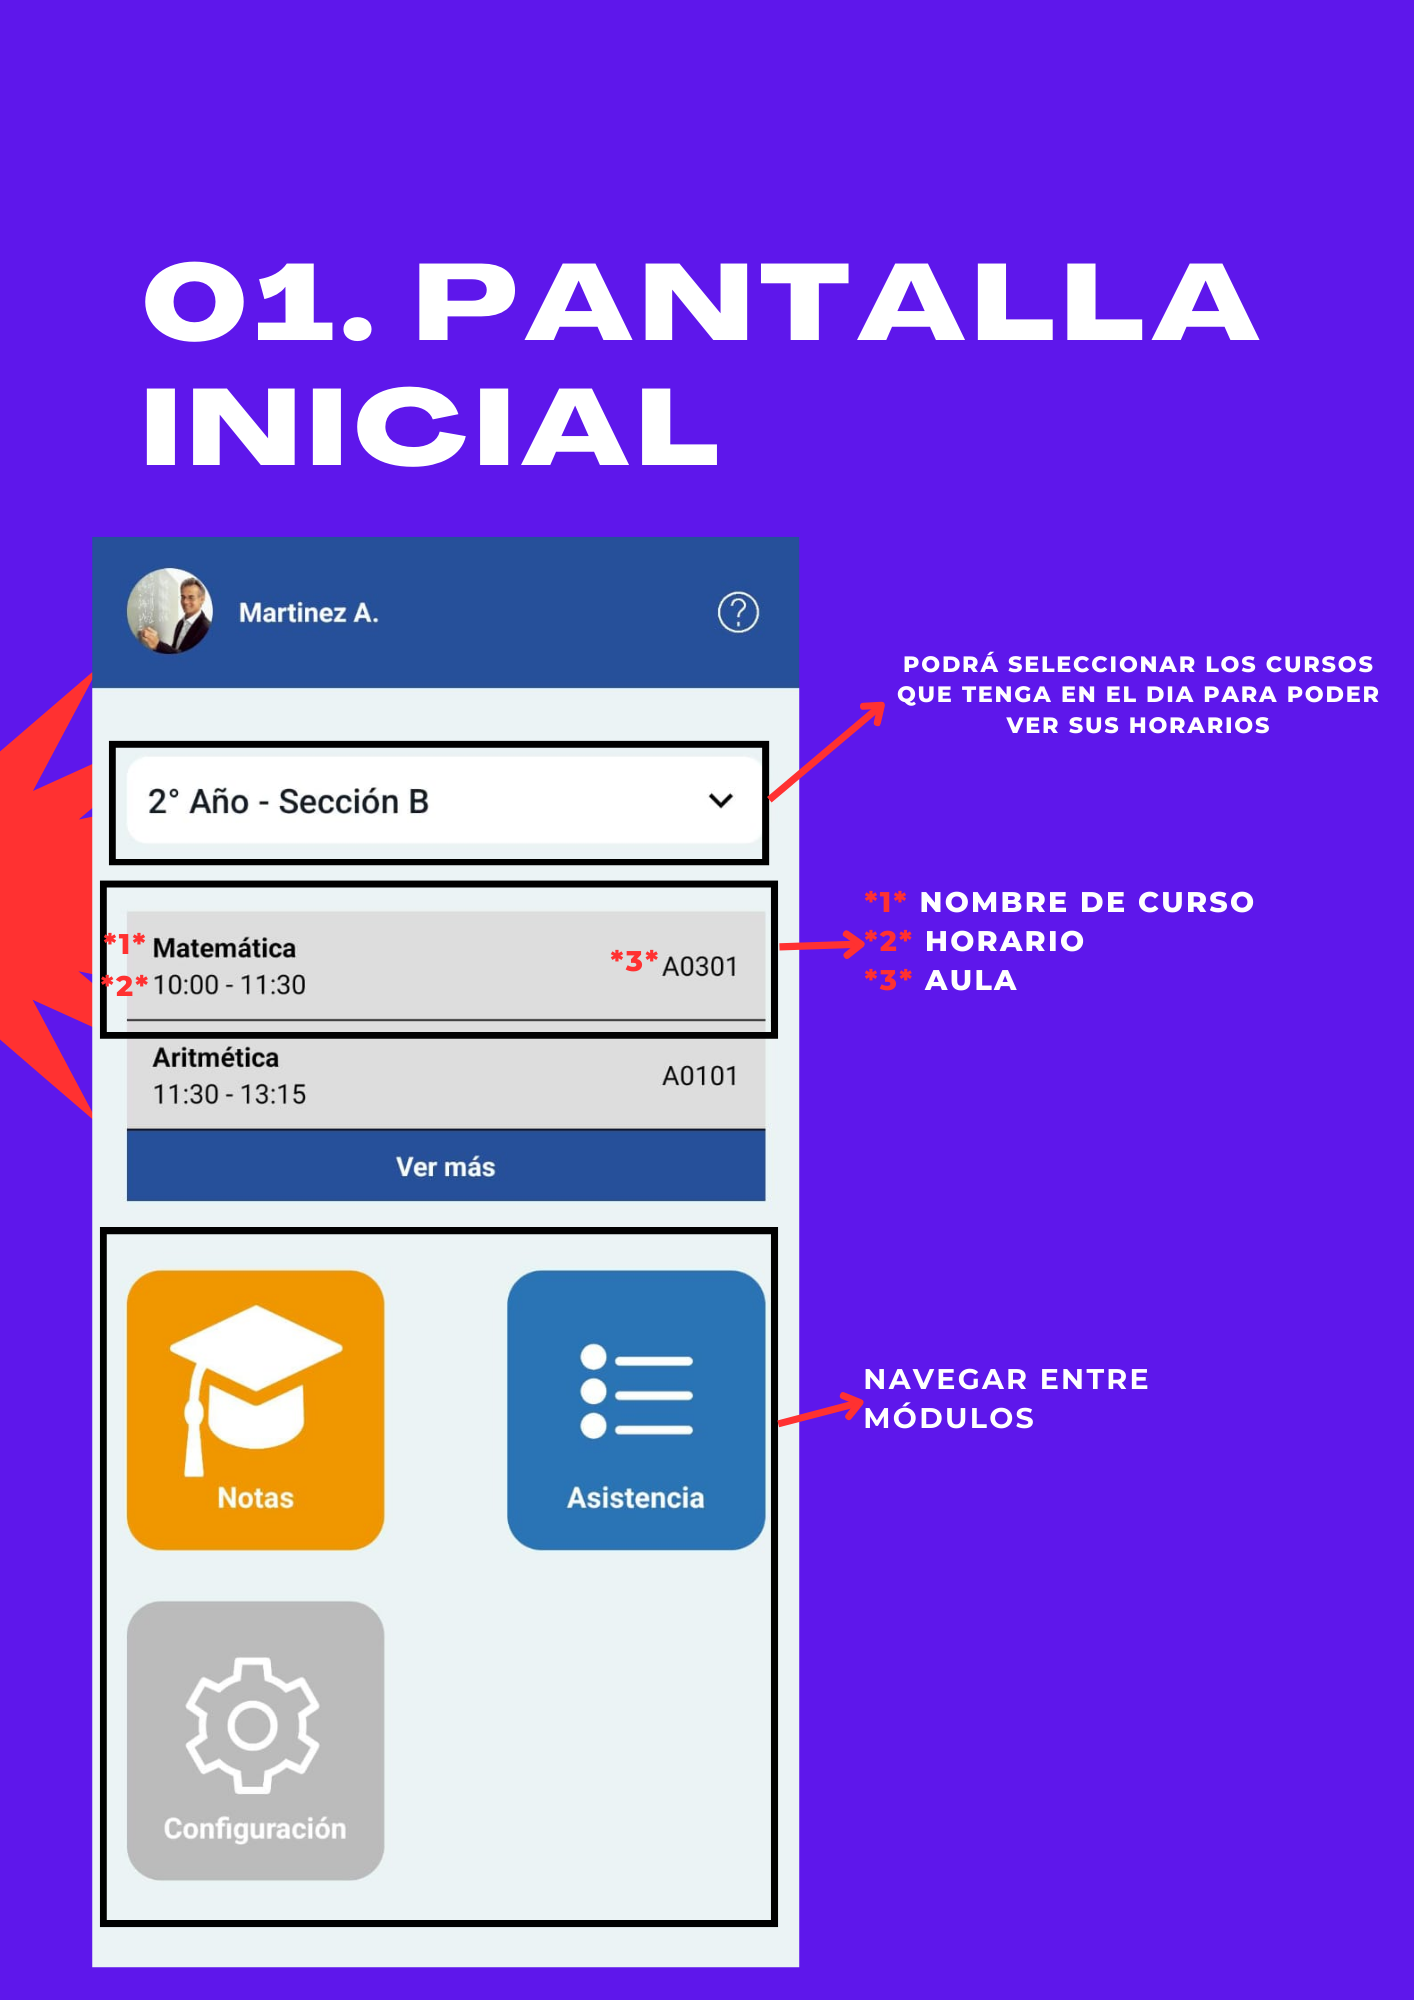 01. PANTALLA
INICIAL
Martinez A.
?
PODRÁ SELECCIONAR LOS CURSOS
QUE TENGA EN EL DIA PARA PODER
VER SUS HORARIOS
2° Año - Sección B
*1* Matemática
*2* 10:00 - 11:30
*3* A0301
*1* NOMBRE DE CURSO
*2* HORARIO
*3* AULA
Aritmética
11:30 - 13:15
A0101
Ver más
Notas
Asistencia
NAVEGAR ENTRE
MÓDULOS
Configuración